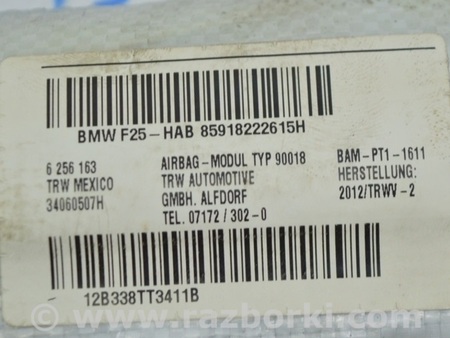 BMW F25-HAB 85918222615H
6 256 163
TRW MEXICO
34060507H
AIRBAG-MODUL TYP 90018
TRW AUTOMOTIVE
GMBH. ALFDORF
TEL. 07172 / 302-0
BAM-PT1-1611
HERSTELLUNG:
2012/TRWV-2
12B338TT3411B
www.razborki.com